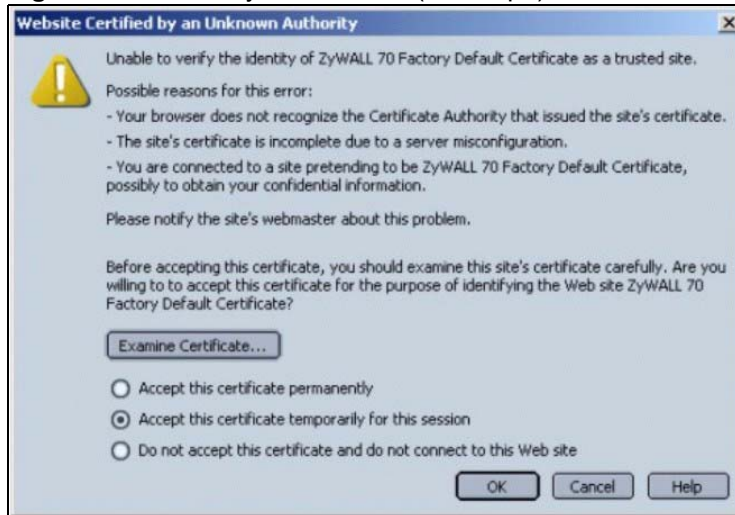 Website Certified by an Unknown Authority
Unable to verify the identity of ZyWALL 70 Factory Default Certificate as a trusted site.
Possible reasons for this error:
- Your browser does not recognize the Certificate Authority that issued the site's certificate.
- The site's certificate is incomplete due to a server misconfiguration.
- You are connected to a site pretending to be ZyWALL 70 Factory Default Certificate,
possibly to obtain your confidential information.
Please notify the site's webmaster about this problem.
Before accepting this certificate, you should examine this site's certificate carefully. Are you
willing to to accept this certificate for the purpose of identifying the Web site ZyWALL 70
Factory Default Certificate?
Examine Certificate...
Accept this certificate permanently
Accept this certificate temporarily for this session
Do not accept this certificate and do not connect to this Web site
OK Cancel Help